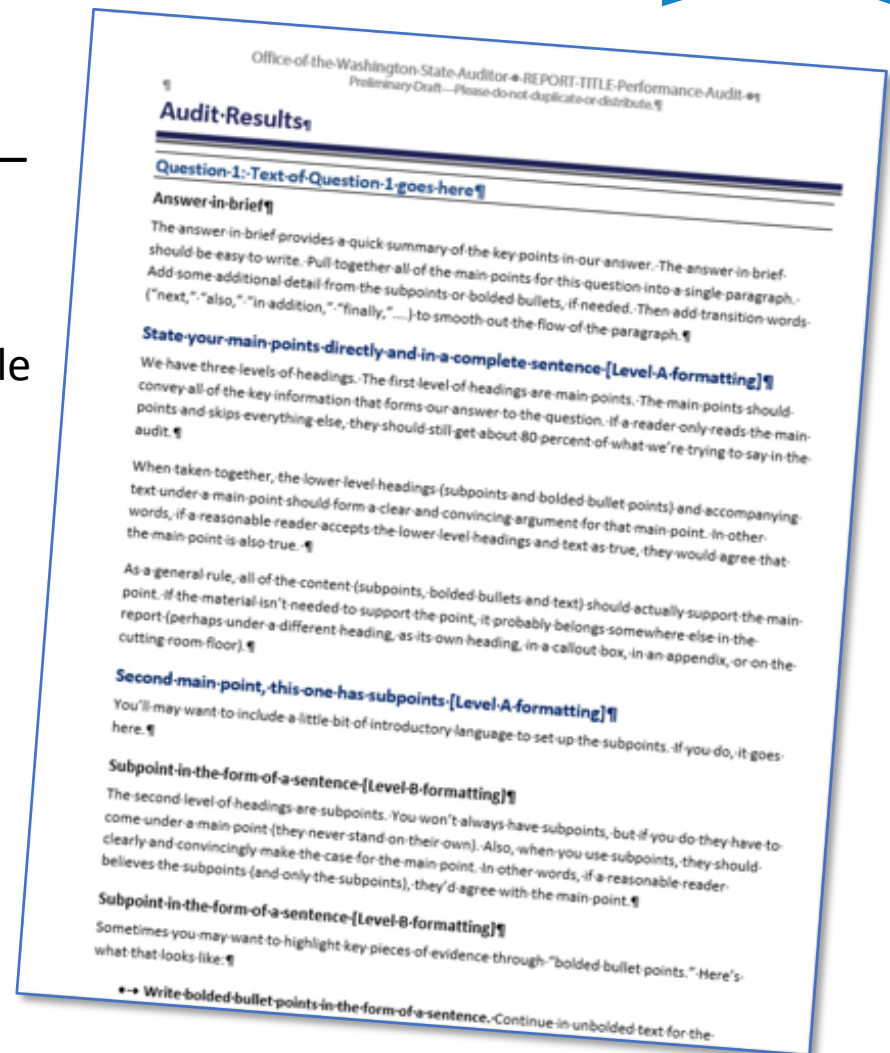 Office·of·the·Washington·State·Auditor·●·REPORT·TITLE·Performance·Audit·●¶
Preliminary·Draft·--·Please·do·not·duplicate·or·distribute.¶
¶
Audit·Results¶
Question·1:·Text·of·Question·1·goes·here¶
Answer·in·brief¶
The·answer·in·brief·provides·a·quick·summary·of·the·key·points·in·our·answer.·The·answer·in·brief·
should·be·easy·to·write.·Pull·together·all·of·the·main·points·for·this·question·into·a·single·paragraph.·
Add·some·additional·detail·from·the·subpoints·or·bolded·bullets,·if·needed.·Then·add·transition·words·
("next,"·"also,"·"in·addition,"·"finally,"....)·to·smooth·out·the·flow·of·the·paragraph.¶
State·your·main·points·directly·and·in·a·complete·sentence·[Level·A·formatting]¶
We·have·three·levels·of·headings.·The·first·level·of·headings·are·main·points.·The·main·points·should·
convey·all·of·the·key·information·that·forms·our·answer·to·the·question.·If·a·reader·only·reads·the·main·
points·and·skips·everything·else,·they·should·still·get·about·80·percent·of·what·we're·trying·to·say·in·the·
audit.¶
le
When·taken·together,·the·lower·level·headings·(subpoints·and·bolded·bullet·points)·and·accompanying·
text·under·a·main·point·should·form·a·clear·and·convincing·argument·for·that·main·point.·In·other·
words,·if·a·reasonable·reader·accepts·the·lower·level·headings·and·text·as·true,·they·would·agree·that·
the·main·point·is·also·true.·¶
As·a·general·rule,·all·of·the·content·(subpoints,·bolded·bullets·and·text)·should·actually·support·the·main·
point.·If·the·material·isn't·needed·to·support·the·point,·it·probably·belongs·somewhere·else·in·the·
report·(perhaps·under·a·different·heading,·as·its·own·heading,·in·a·callout·box,·in·an·appendix,·or·on·the·
cutting·room·floor).¶
Second·main·point,·this·one·has·subpoints·[Level·A·formatting]¶
You'll·may·want·to·include·a·little·bit·of·introductory·language·to·set·up·the·subpoints.·If·you·do,·it·goes·
here.¶
Subpoint·in·the·form·of·a·sentence·[Level·B·formatting]¶
The·second·level·of·headings·are·subpoints.·You·won't·always·have·subpoints,·but·if·you·do·they·have·to·
come·under·a·main·point·(they·never·stand·on·their·own).·Also,·when·you·use·subpoints,·they·should·
clearly·and·convincingly·make·the·case·for·the·main·point.·In·other·words,·if·a·reasonable·reader·
believes·the·subpoints·(and·only·the·subpoints),·they'd·agree·with·the·main·point.¶
Subpoint·in·the·form·of·a·sentence·[Level·B·formatting]¶
Sometimes·you·may·want·to·highlight·key·pieces·of·evidence·through·"bolded·bullet·points."·Here's·
what·that·looks·like:¶
●→Write·bolded·bullet·points·in·the·form·of·a·sentence.·Continue·in·unbolded·text·for·the·